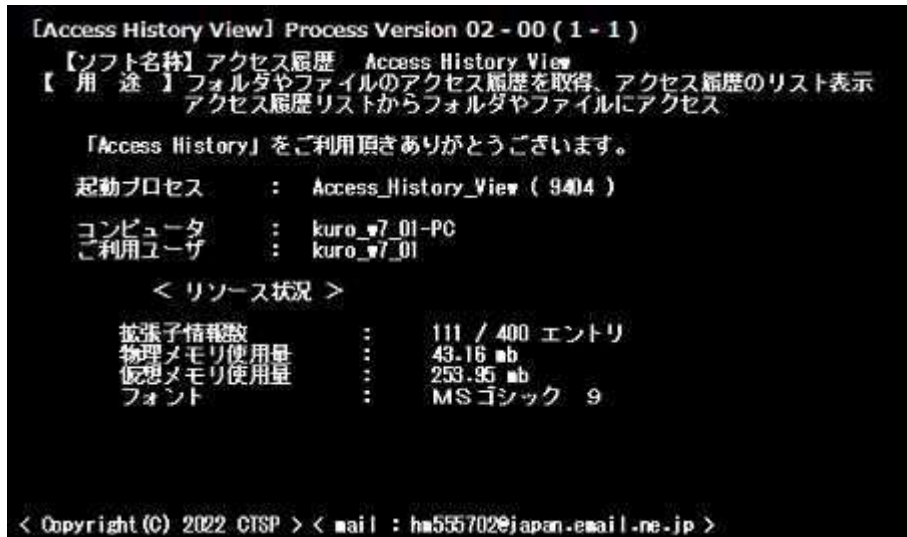 [Access History View] Process Version 02 - 00 ( 1 - 1 )
【ソフト名称】アクセス履歴 Access History View
【 用 途 】フォルダやファイルのアクセス履歴を取得、アクセス履歴のリスト表示
アクセス履歴リストからフォルダやファイルにアクセス
「Access History」をご利用頂きありがとうございます。
起動プロセス : Access_History_View ( 9404 )
コンピュータ : kuro_w7_01-PC
ご利用ユーザ : kuro_w7_01
< リソース状況 >
拡張子情報数 : 111 / 400 エントリ
物理メモリ使用量 : 43.16 mb
仮想メモリ使用量 : 253.95 mb
フォント : MSゴシック 9
< Copyright(C) 2022 CTSP > < mail : hm555702@japan.email.ne.jp >